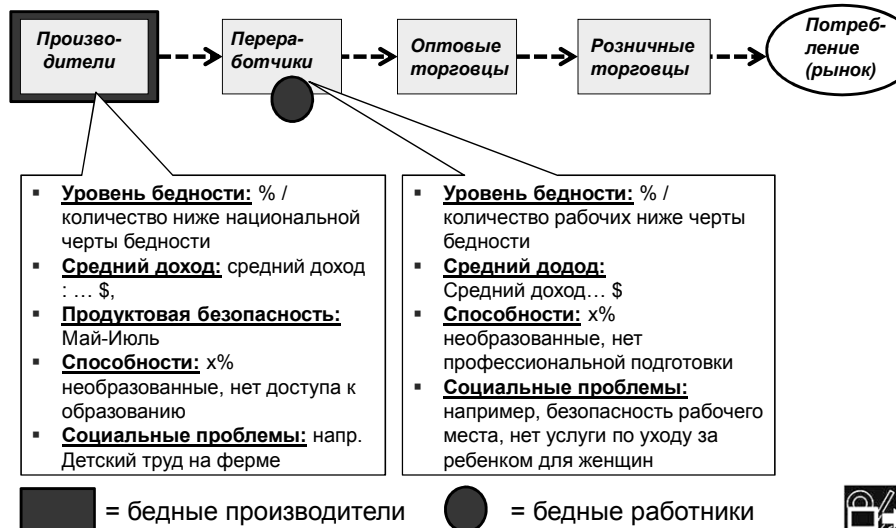 Произво-
дители
Перера-
ботчики
Оптовые
торговцы
Розничные
торговцы
Потреб-
ление
(рынок)
▪ Уровень бедности: % /
количество ниже национальной
черты бедности
▪ Средний доход: средний доход
: … $,
▪ Продуктовая безопасность:
Май-Июль
▪ Способности: x%
необразованные, нет доступа к
образованию
▪ Социальные проблемы: напр.
Детский труд на ферме
▪ Уровень бедности: % /
количество рабочих ниже черты
бедности
▪ Средний додод:
Средний доход… $
▪ Способности: x%
необразованные, нет
профессиональной подготовки
▪ Социальные проблемы:
например, безопасность рабочего
места, нет услуги по уходу за
ребенком для женщин
= бедные производители
= бедные работники